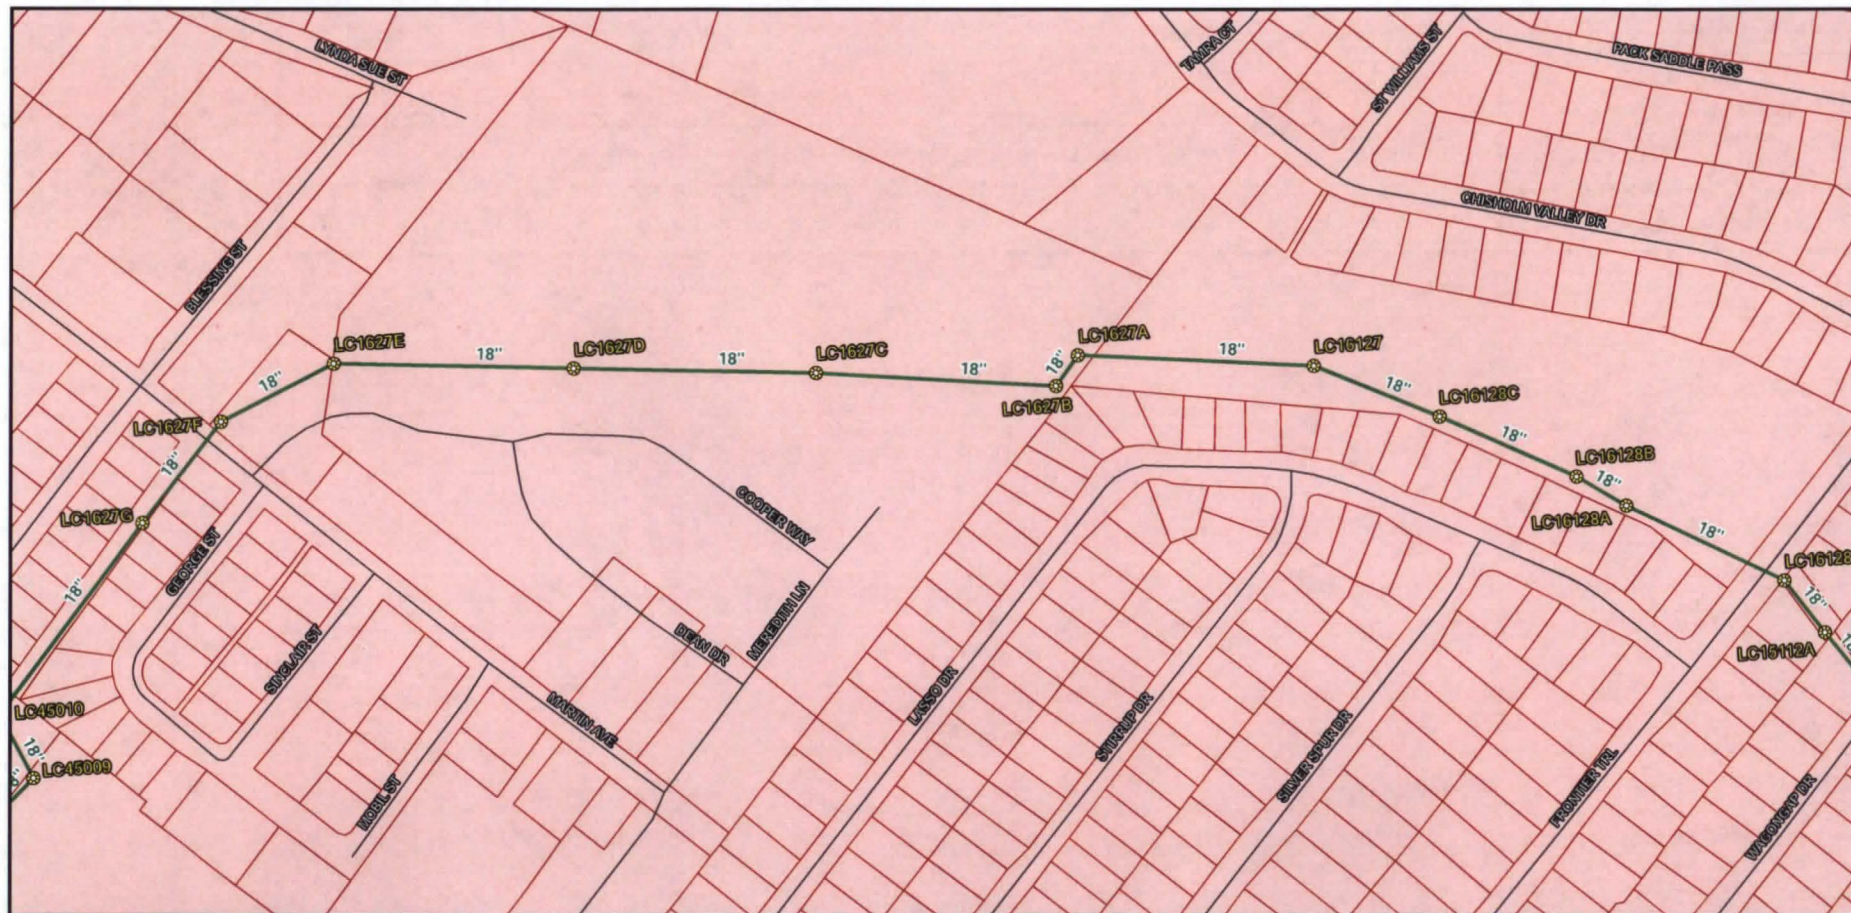 LYNDA SUE ST
TAMRA CT
ST WILLIAMS ST
PACK SADDLE PASS
CHISHOLM VALLEY DR
BLESSING ST
LC1627E
18"
LC1627D
18"
LC1627C
18"
LC1627A
18"
LC1627B
18"
LC16127
18"
LC16128C
18"
LC16128B
18"
LC16128A
18"
LC16128
18"
LC15112A
18"
LC1627F
18"
LC1627G
18"
GEORGE ST
COOPER WAY
MEREDITH LN
DEAN DR
SINCLAIR ST
MARTIN AVE
MOBIL ST
LASSO DR
STIRRUP DR
SILVER SPUR DR
FRONTIER TRL
WAGONGAP DR
LC45010
18"
LC45009